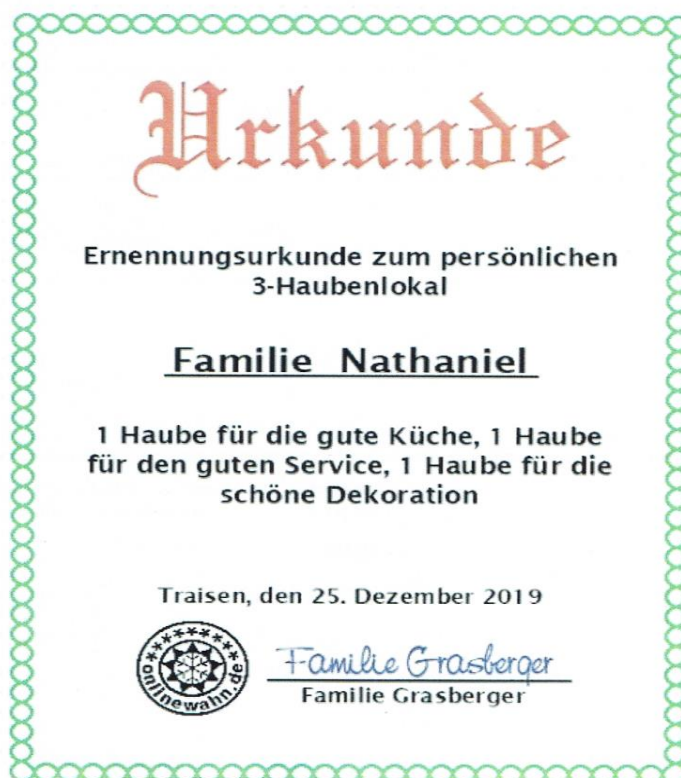 Urkunde
Ernennungsurkunde zum persönlichen
3-Haubenlokal
Familie Nathaniel
1 Haube für die gute Küche, 1 Haube
für den guten Service, 1 Haube für die
schöne Dekoration
Traisen, den 25. Dezember 2019
*********
onlinewahn.de
Familie Grasberger
Familie Grasberger